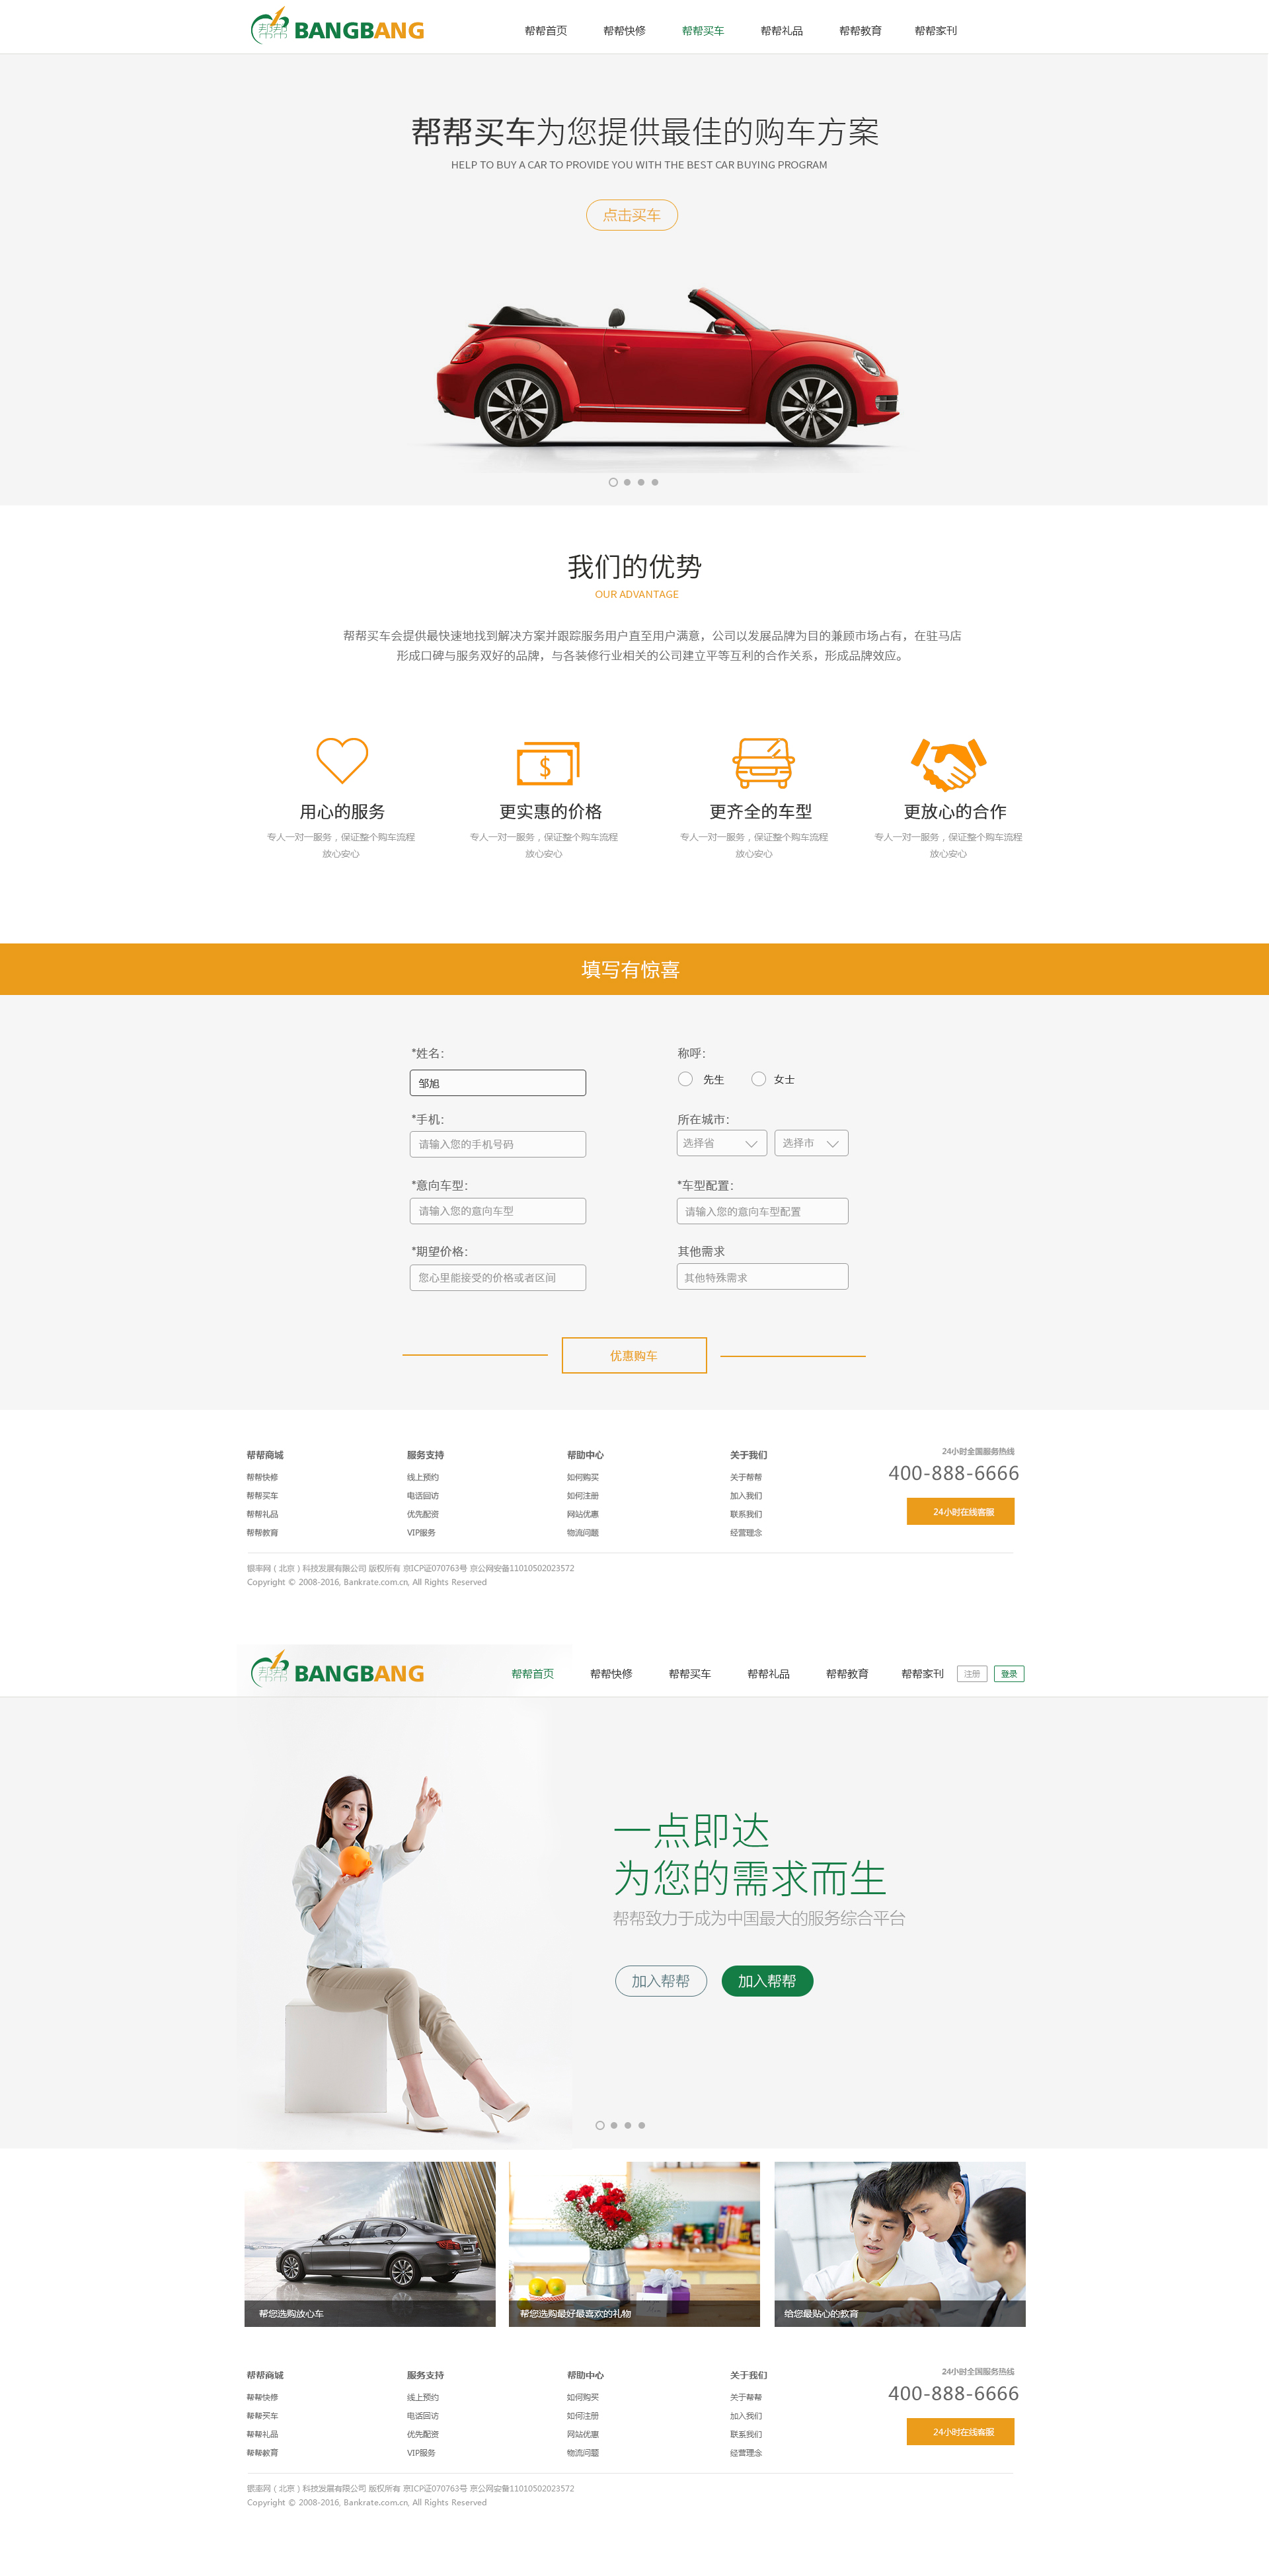 帮帮 BANGBANG
帮帮首页 帮帮快修 帮帮买车 帮帮礼品 帮帮教育 帮帮家刊
帮帮买车为您提供最佳的购车方案
HELP TO BUY A CAR TO PROVIDE YOU WITH THE BEST CAR BUYING PROGRAM
点击买车
我们的优势
OUR ADVANTAGE
帮帮买车会提供最快速地找到解决方案并跟踪服务用户直至用户满意，公司以发展品牌为目的兼顾市场占有，在驻马店
形成口碑与服务双好的品牌，与各装修行业相关的公司建立平等互利的合作关系，形成品牌效应。
$
用心的服务 更实惠的价格 更齐全的车型 更放心的合作
专人一对一服务，保证整个购车流程 专人一对一服务，保证整个购车流程 专人一对一服务，保证整个购车流程 专人一对一服务，保证整个购车流程
放心安心 放心安心 放心安心 放心安心
填写有惊喜
*姓名： 称呼：
邹旭 先生 女士
*手机： 所在城市：
请输入您的手机号码 选择省 选择市
*意向车型： *车型配置：
请输入您的意向车型 请输入您的意向车型配置
*期望价格： 其他需求
您心里能接受的价格或者区间 其他特殊需求
优惠购车
帮帮商城 服务支持 帮助中心 关于我们 24小时全国服务热线
帮帮快修 线上预约 如何购买 关于帮帮 400-888-6666
帮帮买车 电话回访 如何注册 加入我们
帮帮礼品 优先配资 网站优惠 联系我们 24小时在线客服
帮帮教育 VIP服务 物流问题 经营理念
银率网（北京）科技发展有限公司 版权所有 京ICP证070763号 京公网安备11010502023572
Copyright © 2008-2016, Bankrate.com.cn, All Rights Reserved
帮帮 BANGBANG
帮帮首页 帮帮快修 帮帮买车 帮帮礼品 帮帮教育 帮帮家刊 注册 登录
一点即达
为您的需求而生
帮帮致力于成为中国最大的服务综合平台
加入帮帮 加入帮帮
帮您选购放心车 帮您选购最好最喜欢的礼物 给您最贴心的教育
帮帮商城 服务支持 帮助中心 关于我们 24小时全国服务热线
帮帮快修 线上预约 如何购买 关于帮帮 400-888-6666
帮帮买车 电话回访 如何注册 加入我们
帮帮礼品 优先配资 网站优惠 联系我们 24小时在线客服
帮帮教育 VIP服务 物流问题 经营理念
银率网（北京）科技发展有限公司 版权所有 京ICP证070763号 京公网安备11010502023572
Copyright © 2008-2016, Bankrate.com.cn, All Rights Reserved